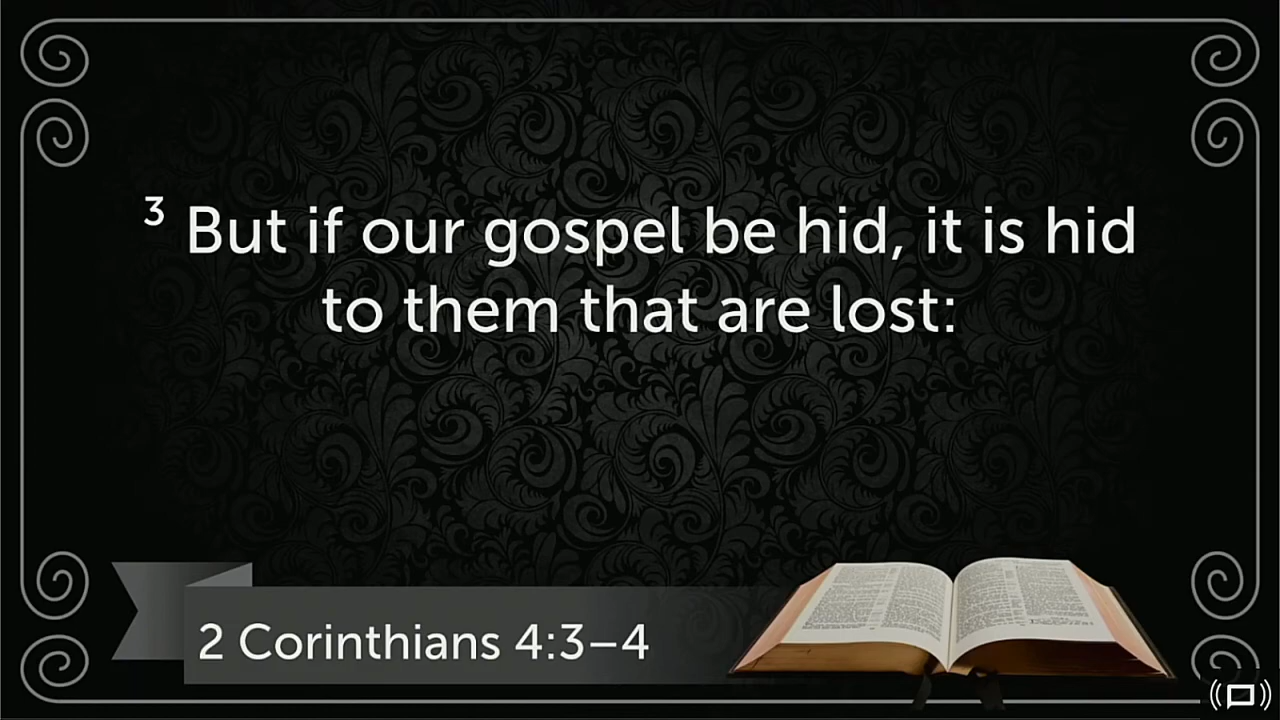 ³ But if our gospel be hid, it is hid
to them that are lost:
2 Corinthians 4:3–4